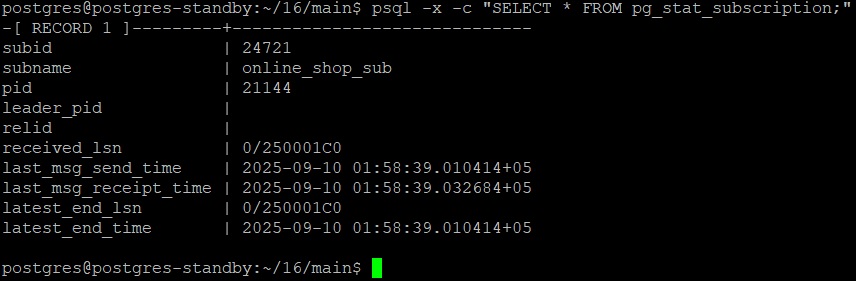 postgres@postgres-standby:~/16/main$ psql -x -c "SELECT * FROM pg_stat_subscription;"
-[ RECORD 1 ]---------+------------------------------
subid                 | 24721
subname               | online_shop_sub
pid                   | 21144
leader_pid            |
relid                 |
received_lsn          | 0/250001C0
last_msg_send_time    | 2025-09-10 01:58:39.010414+05
last_msg_receipt_time | 2025-09-10 01:58:39.032684+05
latest_end_lsn        | 0/250001C0
latest_end_time       | 2025-09-10 01:58:39.010414+05
postgres@postgres-standby:~/16/main$